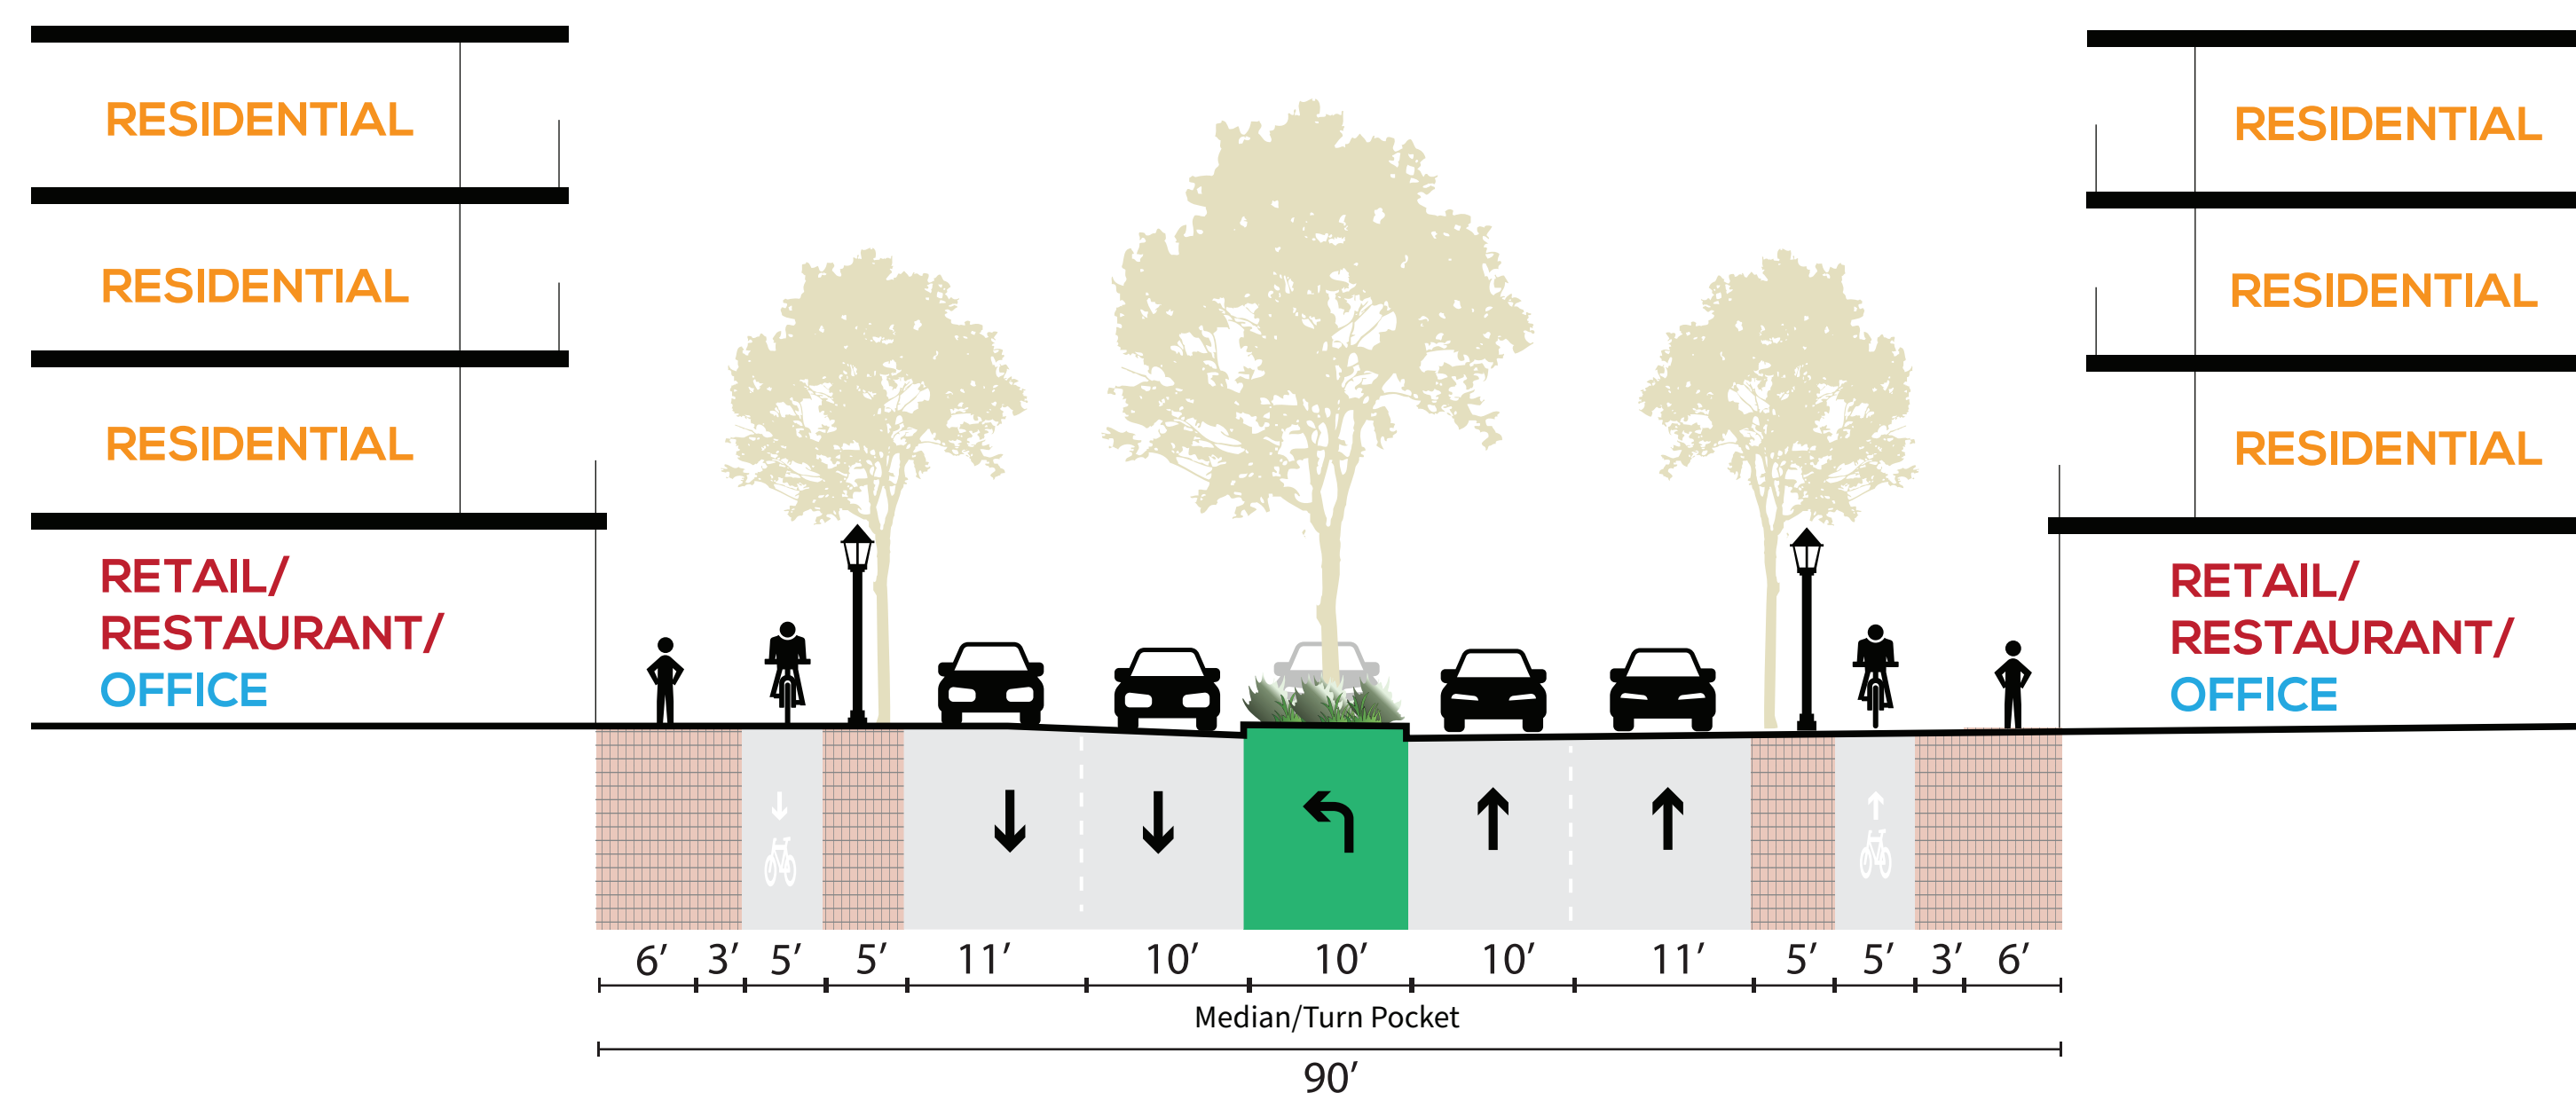 RESIDENTIAL
RESIDENTIAL
RESIDENTIAL
RETAIL/
RESTAURANT/
OFFICE
RESIDENTIAL
RESIDENTIAL
RESIDENTIAL
RETAIL/
RESTAURANT/
OFFICE
6’ 3’ 5’ 5’ 11’ 10’ 10’ 10’ 11’ 5’ 5’ 3’ 6’
Median/Turn Pocket
90’